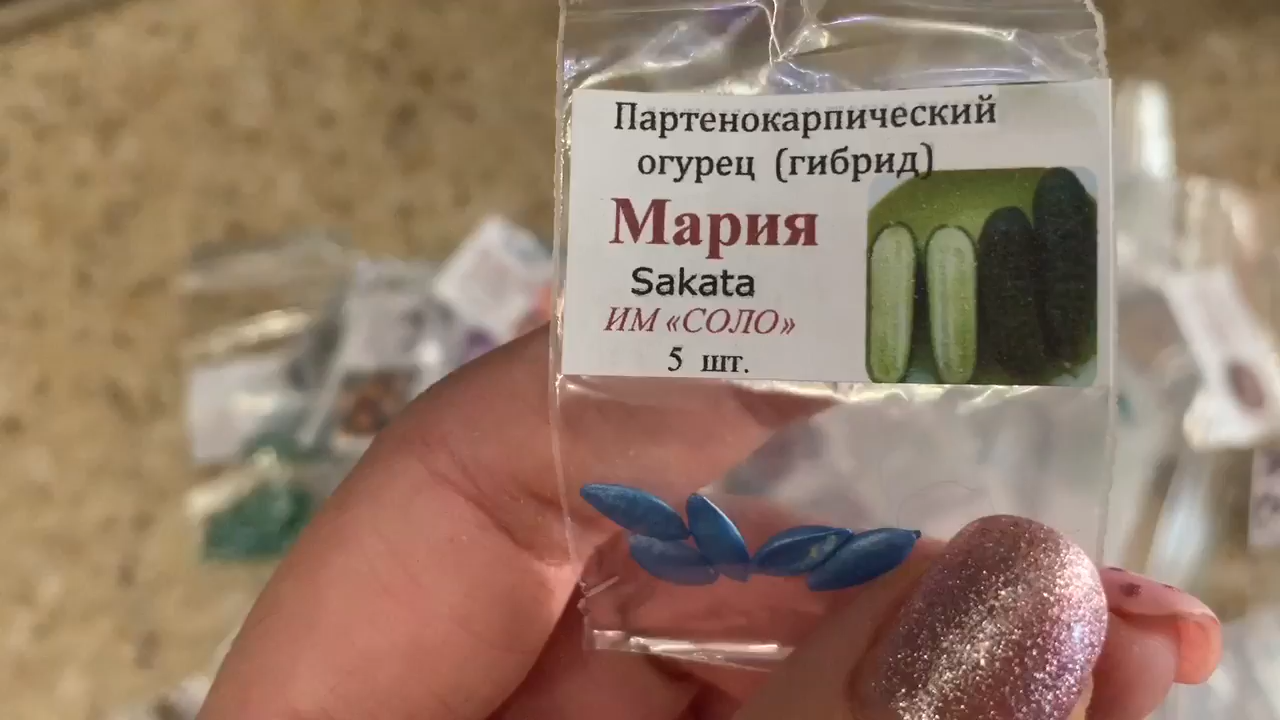 Партенокарпический
огурец (гибрид)
Мария
Sakata
ИМ «СОЛО»
5 шт.